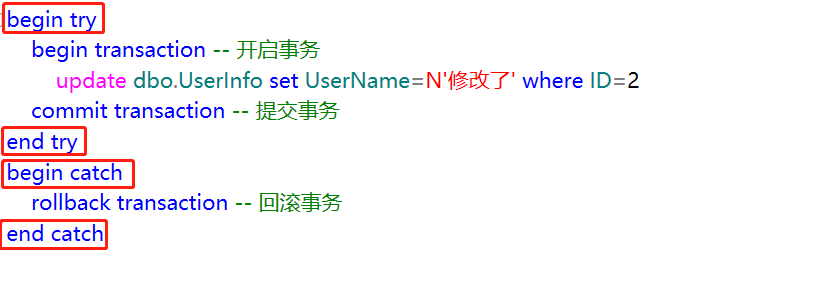 begin try
begin transaction -- 开启事务
update dbo.UserInfo set UserName=N'修改了' where ID=2
commit transaction -- 提交事务
end try
begin catch
rollback transaction -- 回滚事务
end catch